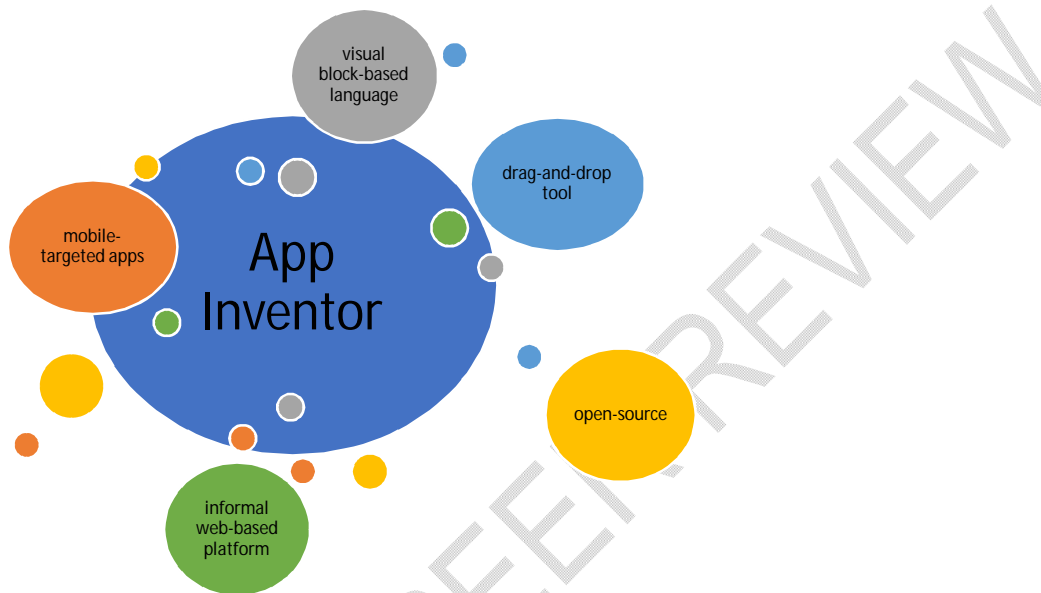 visual
block-based
language
drag-and-drop
tool
mobile-
targeted apps
App
Inventor
open-source
informal
web-based
platform
EER REVIEW